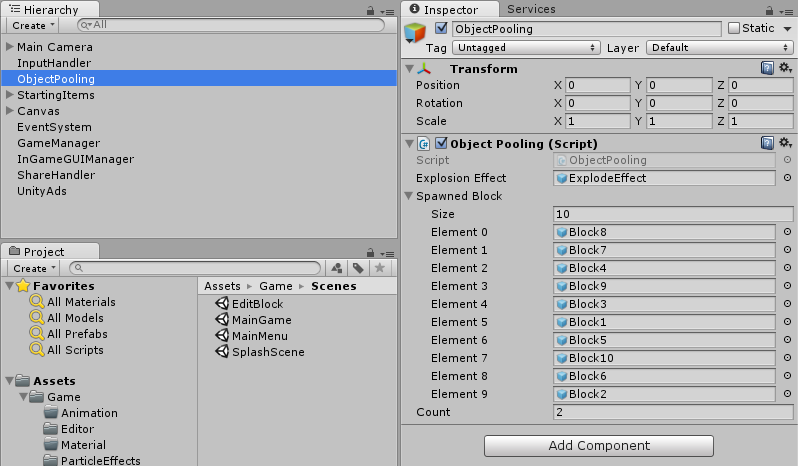 Hierarchy
Create
All
Main Camera
InputHandler
ObjectPooling
StartingItems
Canvas
EventSystem
GameManager
InGameGUIManager
ShareHandler
UnityAds
Project
Create
Favorites
All Materials
All Models
All Prefabs
All Scripts
Assets
Game
Animation
Editor
Material
ParticleEffects
Assets Game Scenes
EditBlock
MainGame
MainMenu
SplashScene
Inspector Services
ObjectPooling Static
Tag Untagged Layer Default
Transform
Position X 0 Y 0 Z 0
Rotation X 0 Y 0 Z 0
Scale X 1 Y 1 Z 1
C# Object Pooling (Script)
Script ObjectPooling
Explosion Effect ExplodeEffect
Spawned Block
Size 10
Element 0 Block8
Element 1 Block7
Element 2 Block4
Element 3 Block9
Element 4 Block3
Element 5 Block1
Element 6 Block5
Element 7 Block10
Element 8 Block6
Element 9 Block2
Count 2
Add Component